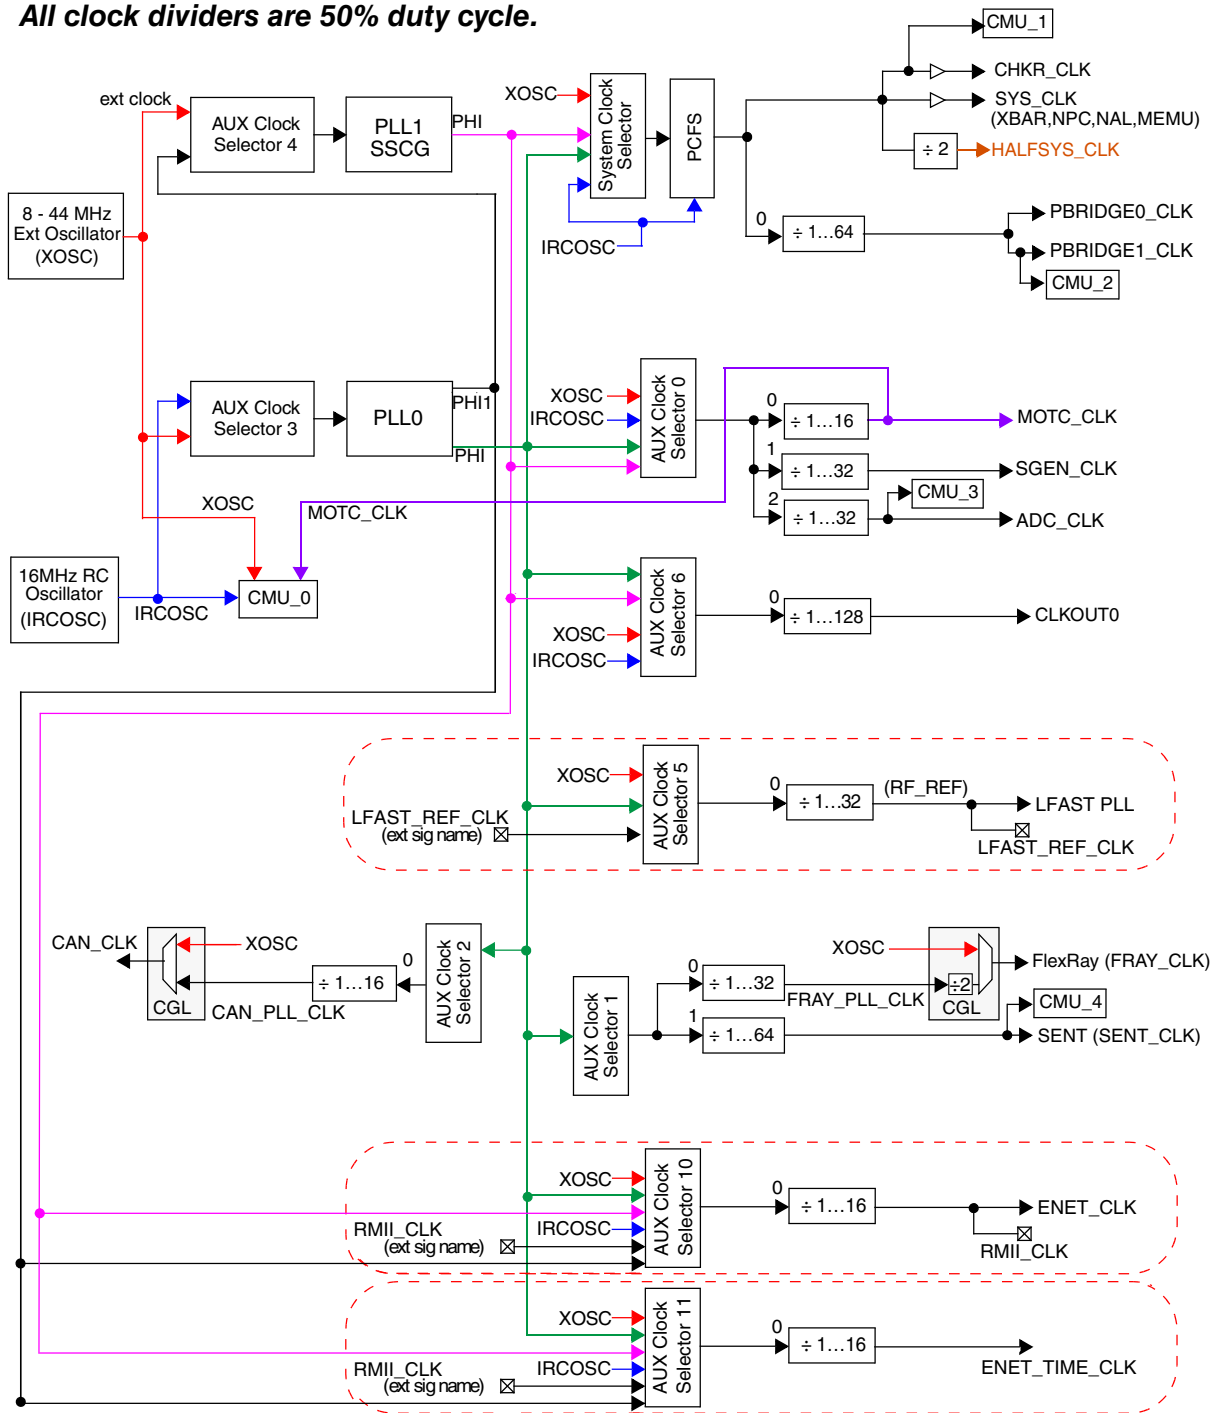 All clock dividers are 50% duty cycle.
CMU_1
CHKR_CLK
SYS_CLK
(XBAR,NPC,NAL,MEMU)
÷ 2
HALFSYS_CLK
XOSC
System Clock
Selector
PCFS
IRCOSC
ext clock
AUX Clock
Selector 4
PLL1
SSCG
PHI
8 - 44 MHz
Ext Oscillator
(XOSC)
0
÷ 1...64
PBRIDGE0_CLK
PBRIDGE1_CLK
CMU_2
AUX Clock
Selector 3
PLL0
PHI1
PHI
XOSC
IRCOSC
AUX Clock
Selector 0
0
÷ 1...16
MOTC_CLK
1
÷ 1...32
SGEN_CLK
CMU_3
2
÷ 1...32
ADC_CLK
XOSC
MOTC_CLK
16MHz RC
Oscillator
(IRCOSC)
IRCOSC
CMU_0
AUX Clock
Selector 6
XOSC
IRCOSC
0
÷ 1...128
CLKOUT0
XOSC
LFAST_REF_CLK
(ext sig name)
AUX Clock
Selector 5
0
÷ 1...32
(RF_REF)
LFAST PLL
LFAST_REF_CLK
CAN_CLK
XOSC
CGL
CAN_PLL_CLK
÷ 1...16
0
AUX Clock
Selector 2
AUX Clock
Selector 1
0
÷ 1...32
FRAY_PLL_CLK
XOSC
÷2
CGL
FlexRay (FRAY_CLK)
CMU_4
1
÷ 1...64
SENT (SENT_CLK)
XOSC
IRCOSC
RMII_CLK
(ext sig name)
AUX Clock
Selector 10
0
÷ 1...16
ENET_CLK
RMII_CLK
XOSC
IRCOSC
RMII_CLK
(ext sig name)
AUX Clock
Selector 11
0
÷ 1...16
ENET_TIME_CLK